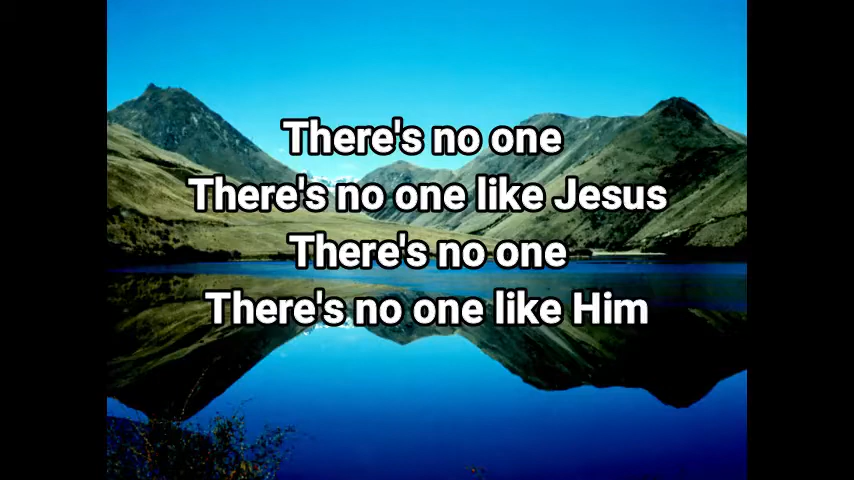 There's no one
There's no one like Jesus
There's no one
There's no one like Him